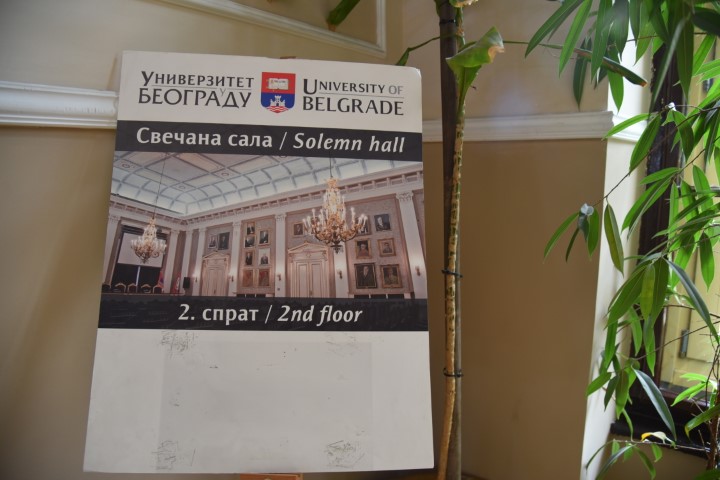 Универзитет University of
у Београду Belgrade
Свечана сала / Solemn hall
2. спрат / 2nd floor